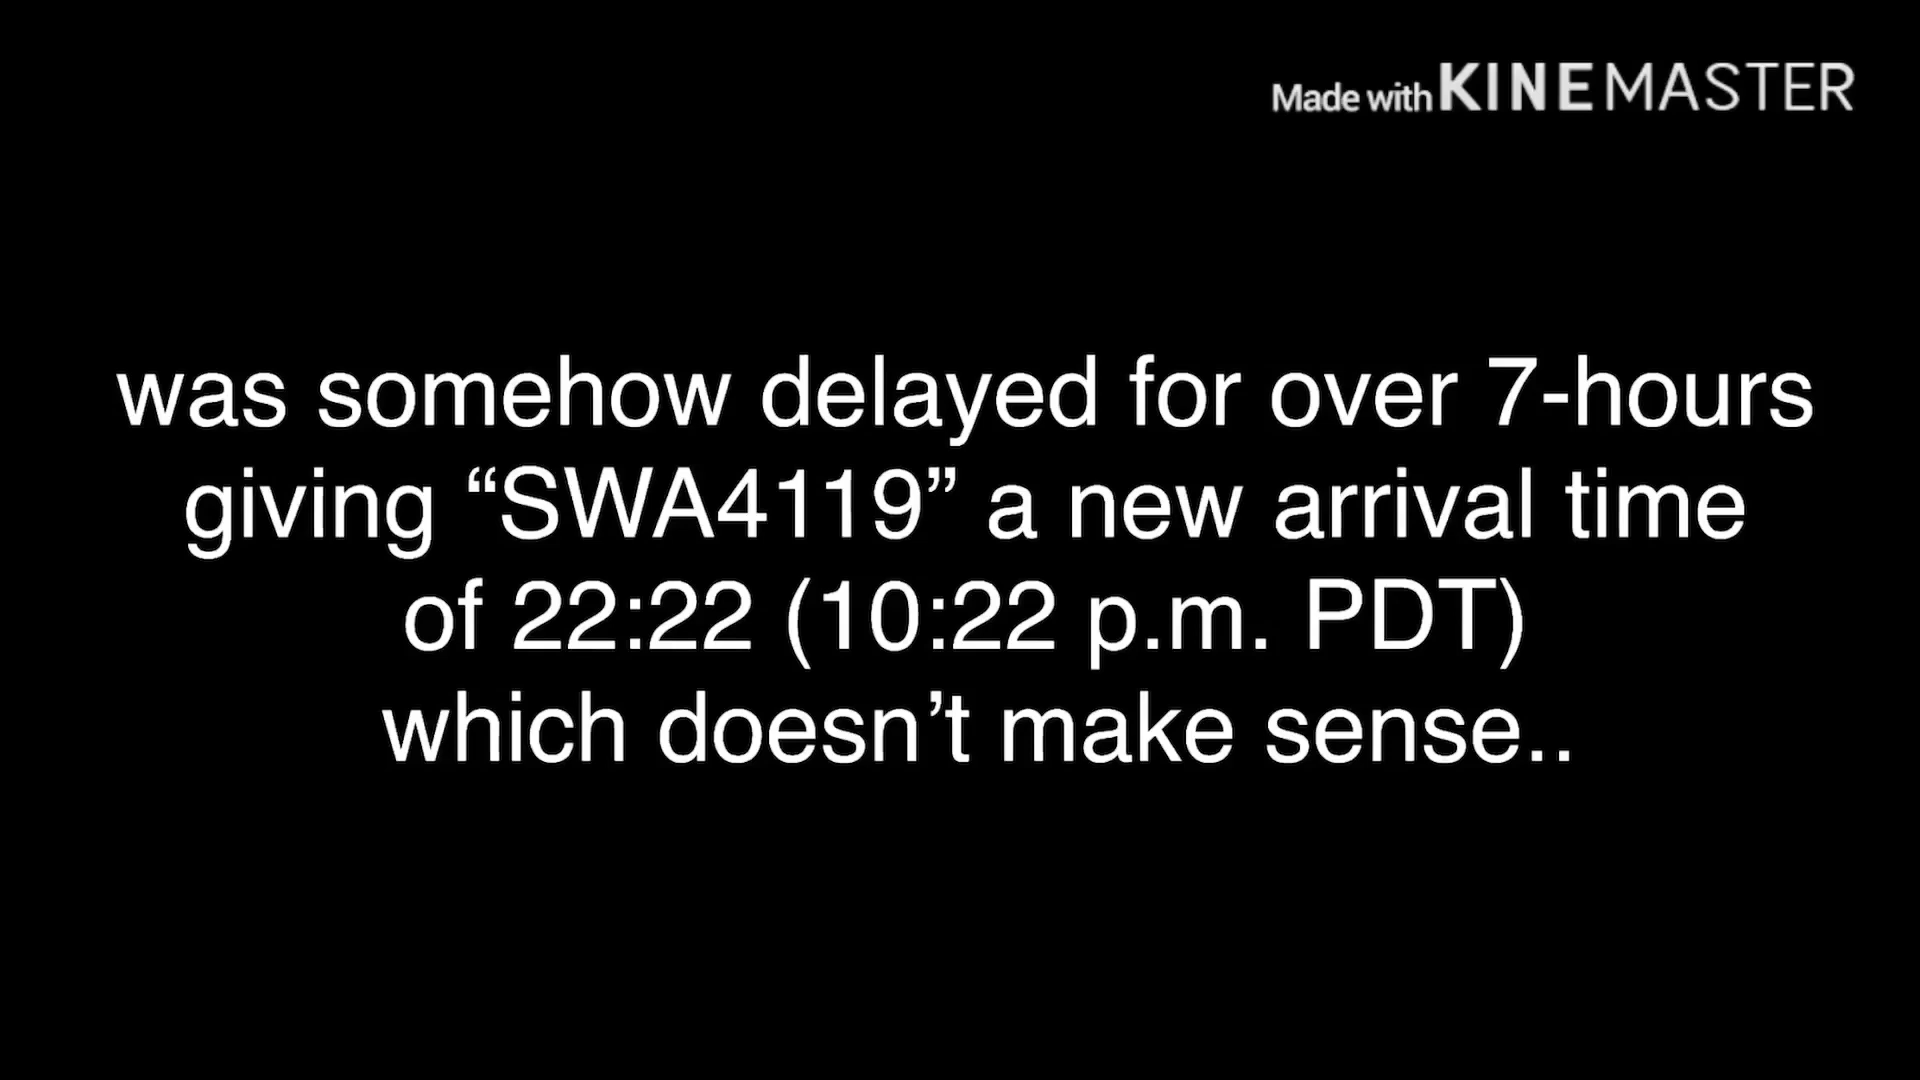 Made with KINEMASTER
was somehow delayed for over 7-hours
giving “SWA4119” a new arrival time
of 22:22 (10:22 p.m. PDT)
which doesn’t make sense..